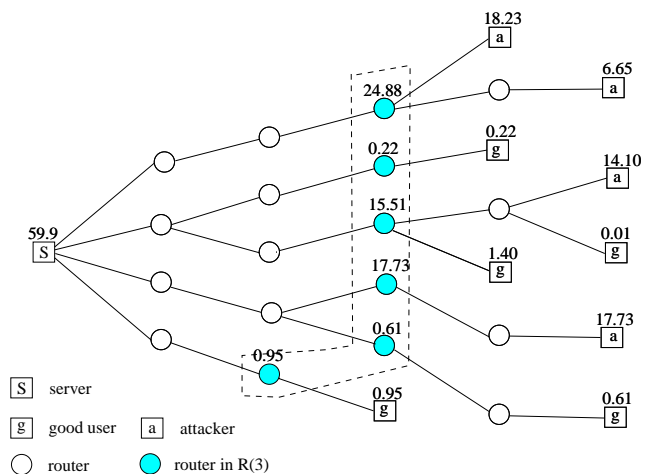 18.23
a
6.65
a
24.88
0.22
g
0.22
14.10
a
15.51
0.01
g
59.9
S
1.40
g
17.73
17.73
a
0.61
0.95
0.95
g
0.61
g
S server
g good user
a attacker
router
router in R(3)